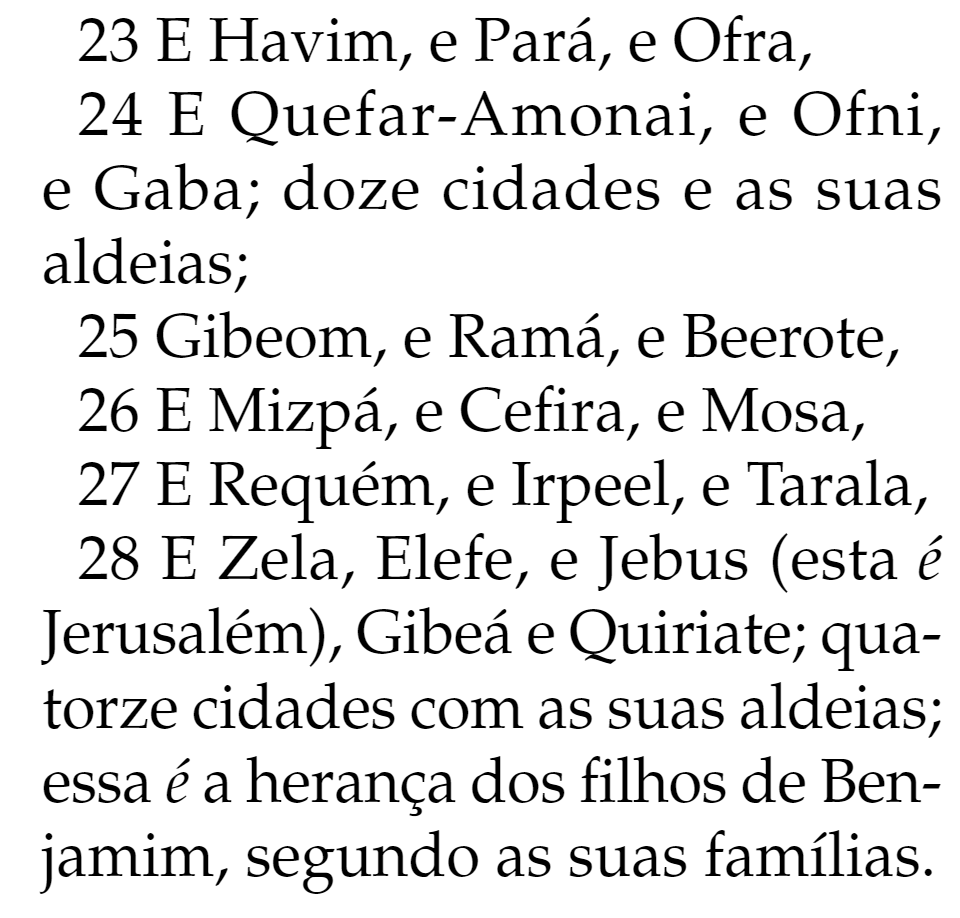 23 E Havim, e Pará, e Ofra,
24 E Quefar-Amonai, e Ofni,
e Gaba; doze cidades e as suas
aldeias;
25 Gibeom, e Ramá, e Beerote,
26 E Mizpá, e Cefira, e Mosa,
27 E Requém, e Irpeel, e Tarala,
28 E Zela, Elefe, e Jebus (esta é
Jerusalém), Gibeá e Quiriate; qua-
torze cidades com as suas aldeias;
essa é a herança dos filhos de Ben-
jamim, segundo as suas famílias.